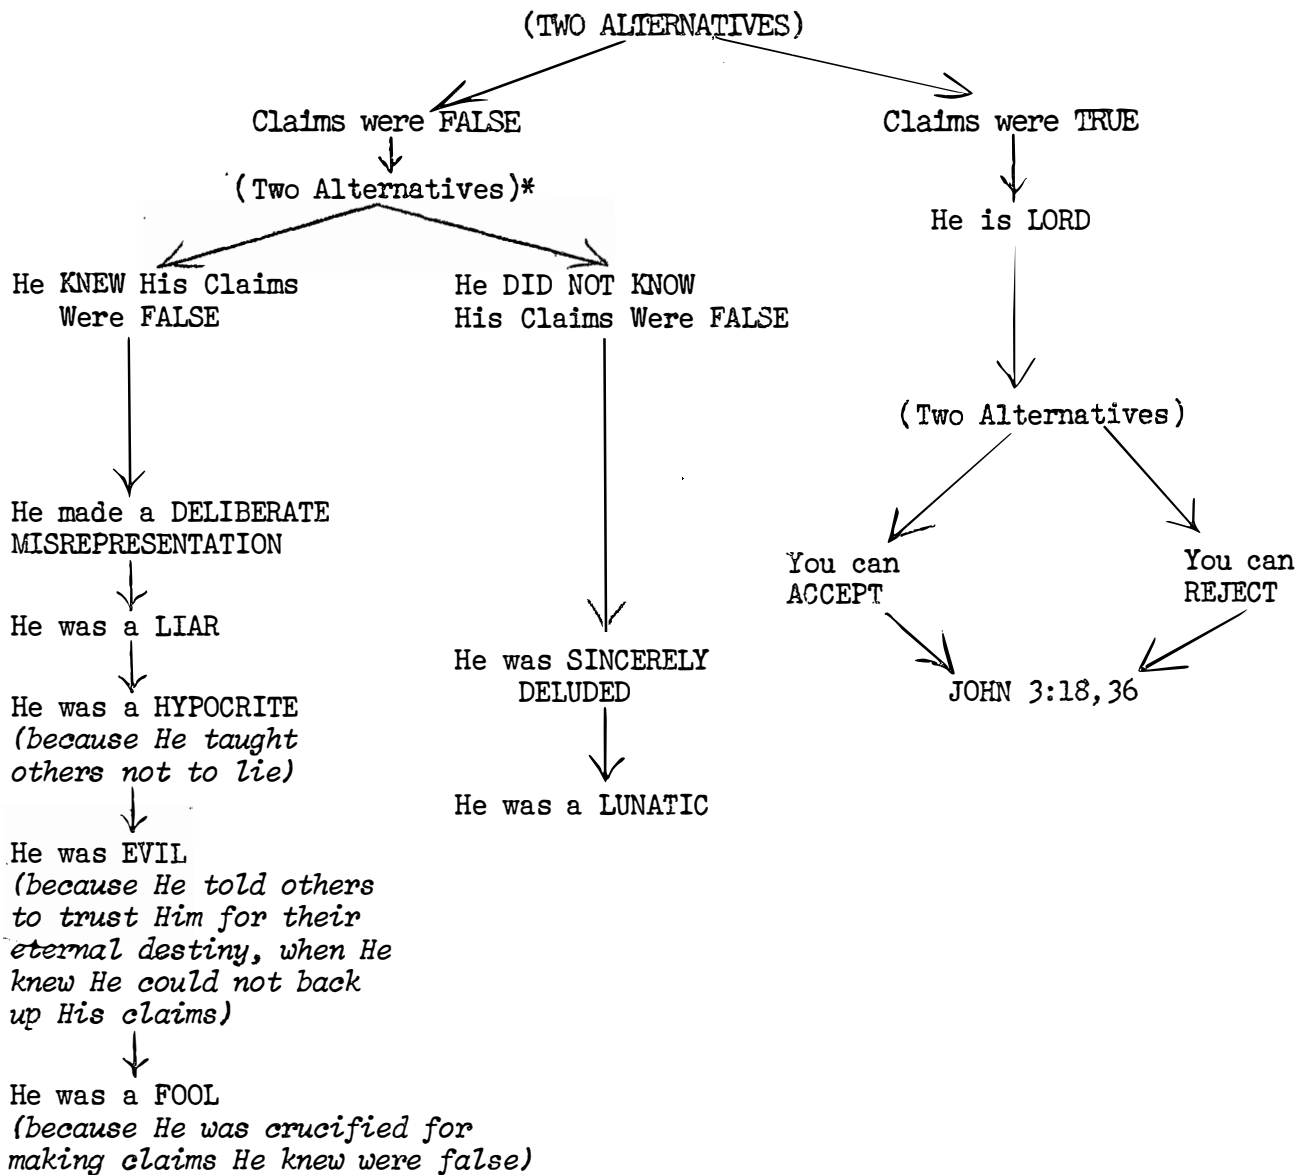 (TWO ALTERNATIVES)
Claims were FALSE
Claims were TRUE
(Two Alternatives)*
He is LORD
He KNEW His Claims
Were FALSE
He DID NOT KNOW
His Claims Were FALSE
(Two Alternatives)
He made a DELIBERATE
MISREPRESENTATION
You can
ACCEPT
You can
REJECT
He was a LIAR
He was SINCERELY
DELUDED
JOHN 3:18,36
He was a HYPOCRITE
(because He taught
others not to lie)
He was a LUNATIC
He was EVIL
(because He told others
to trust Him for their
eternal destiny, when He
knew He could not back
up His claims)
He was a FOOL
(because He was crucified for
making claims He knew were false)